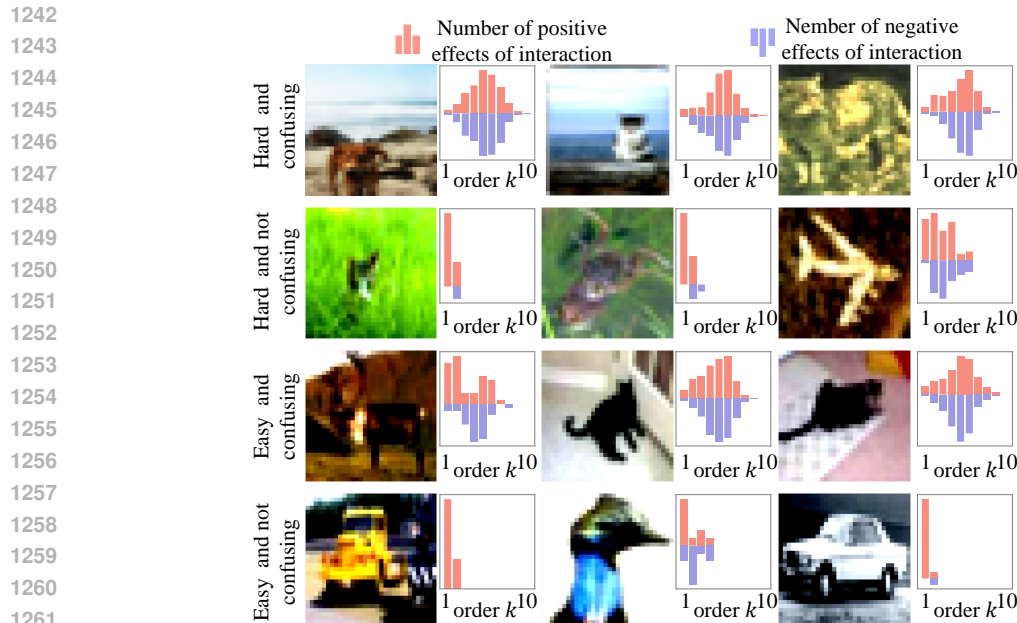 1242
1243
1244
1245
1246
1247
1248
1249
1250
1251
1252
1253
1254
1255
1256
1257
1258
1259
1260
1261
Number of positive
effects of interaction
Nember of negative
effects of interaction
Hard and
confusing
1 order k 10
1 order k 10
1 order k 10
Hard and not
confusing
1 order k 10
1 order k 10
1 order k 10
Easy and
confusing
1 order k 10
1 order k 10
1 order k 10
Easy and not
confusing
1 order k 10
1 order k 10
1 order k 10